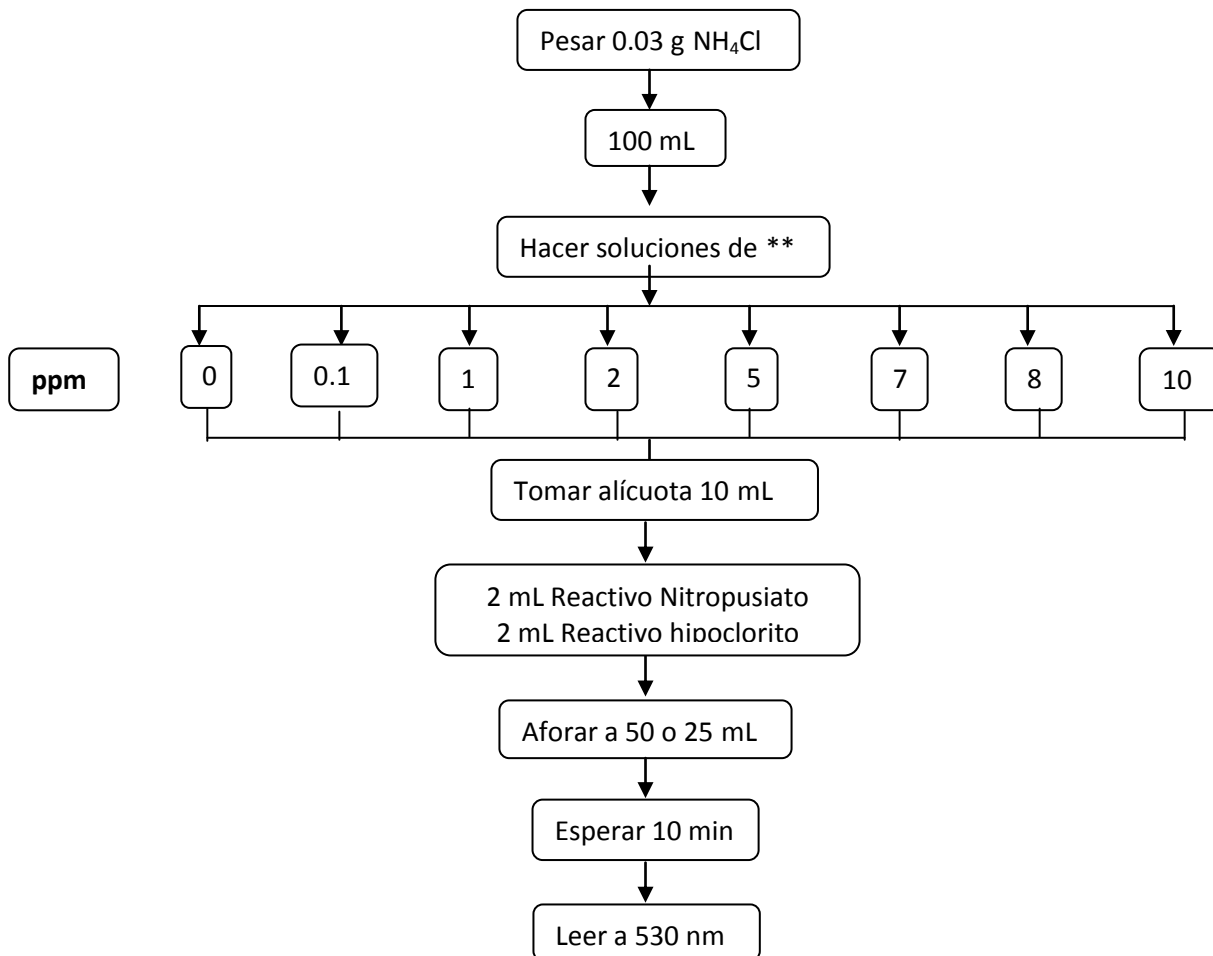 Pesar 0.03 g NH₄Cl
100 mL
Hacer soluciones de **
ppm 0 0.1 1 2 5 7 8 10
Tomar alícuota 10 mL
2 mL Reactivo Nitropusiato
2 mL Reactivo hipoclorito
Aforar a 50 o 25 mL
Esperar 10 min
Leer a 530 nm